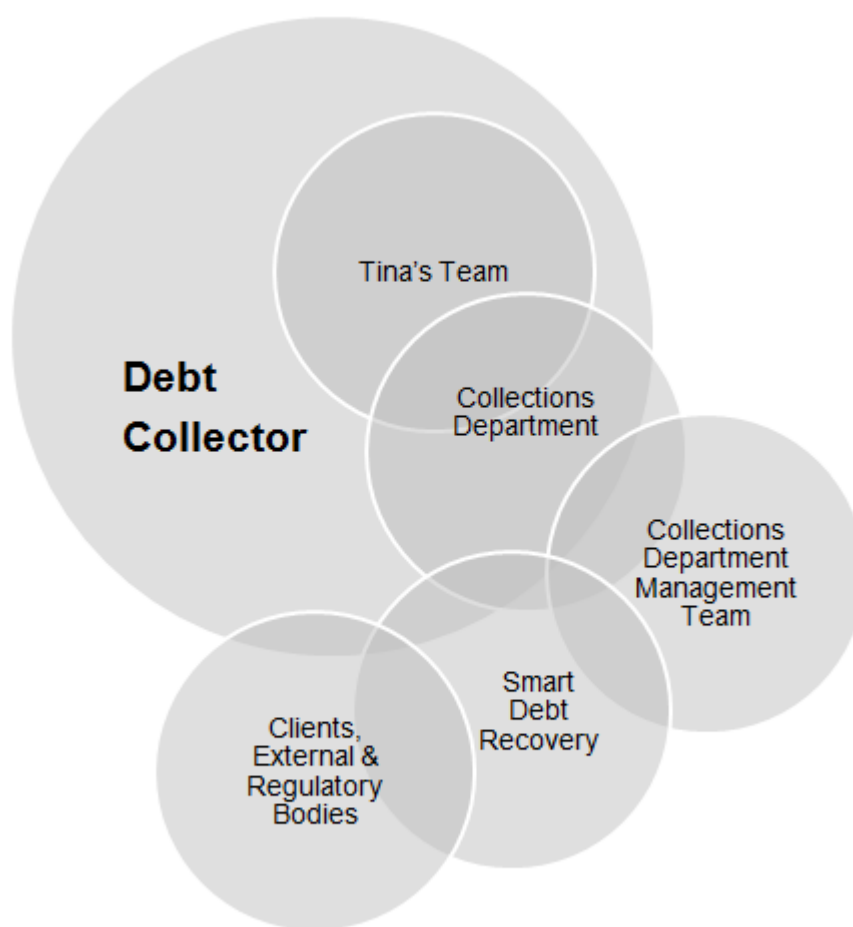 Tina's Team
Debt
Collector
Collections
Department
Collections
Department
Management
Team
Smart
Debt
Recovery
Clients,
External &
Regulatory
Bodies